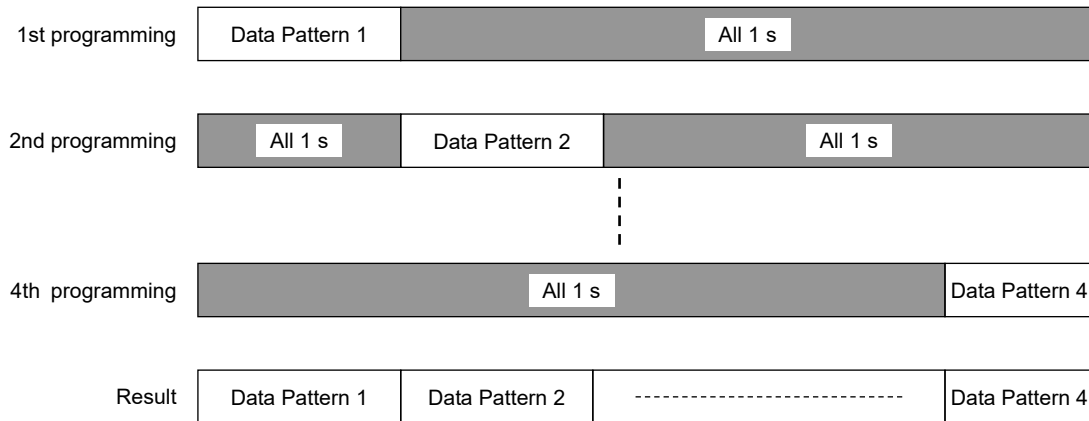 1st programming Data Pattern 1 All 1 s
2nd programming All 1 s Data Pattern 2 All 1 s
4th programming All 1 s Data Pattern 4
Result Data Pattern 1 Data Pattern 2 Data Pattern 4